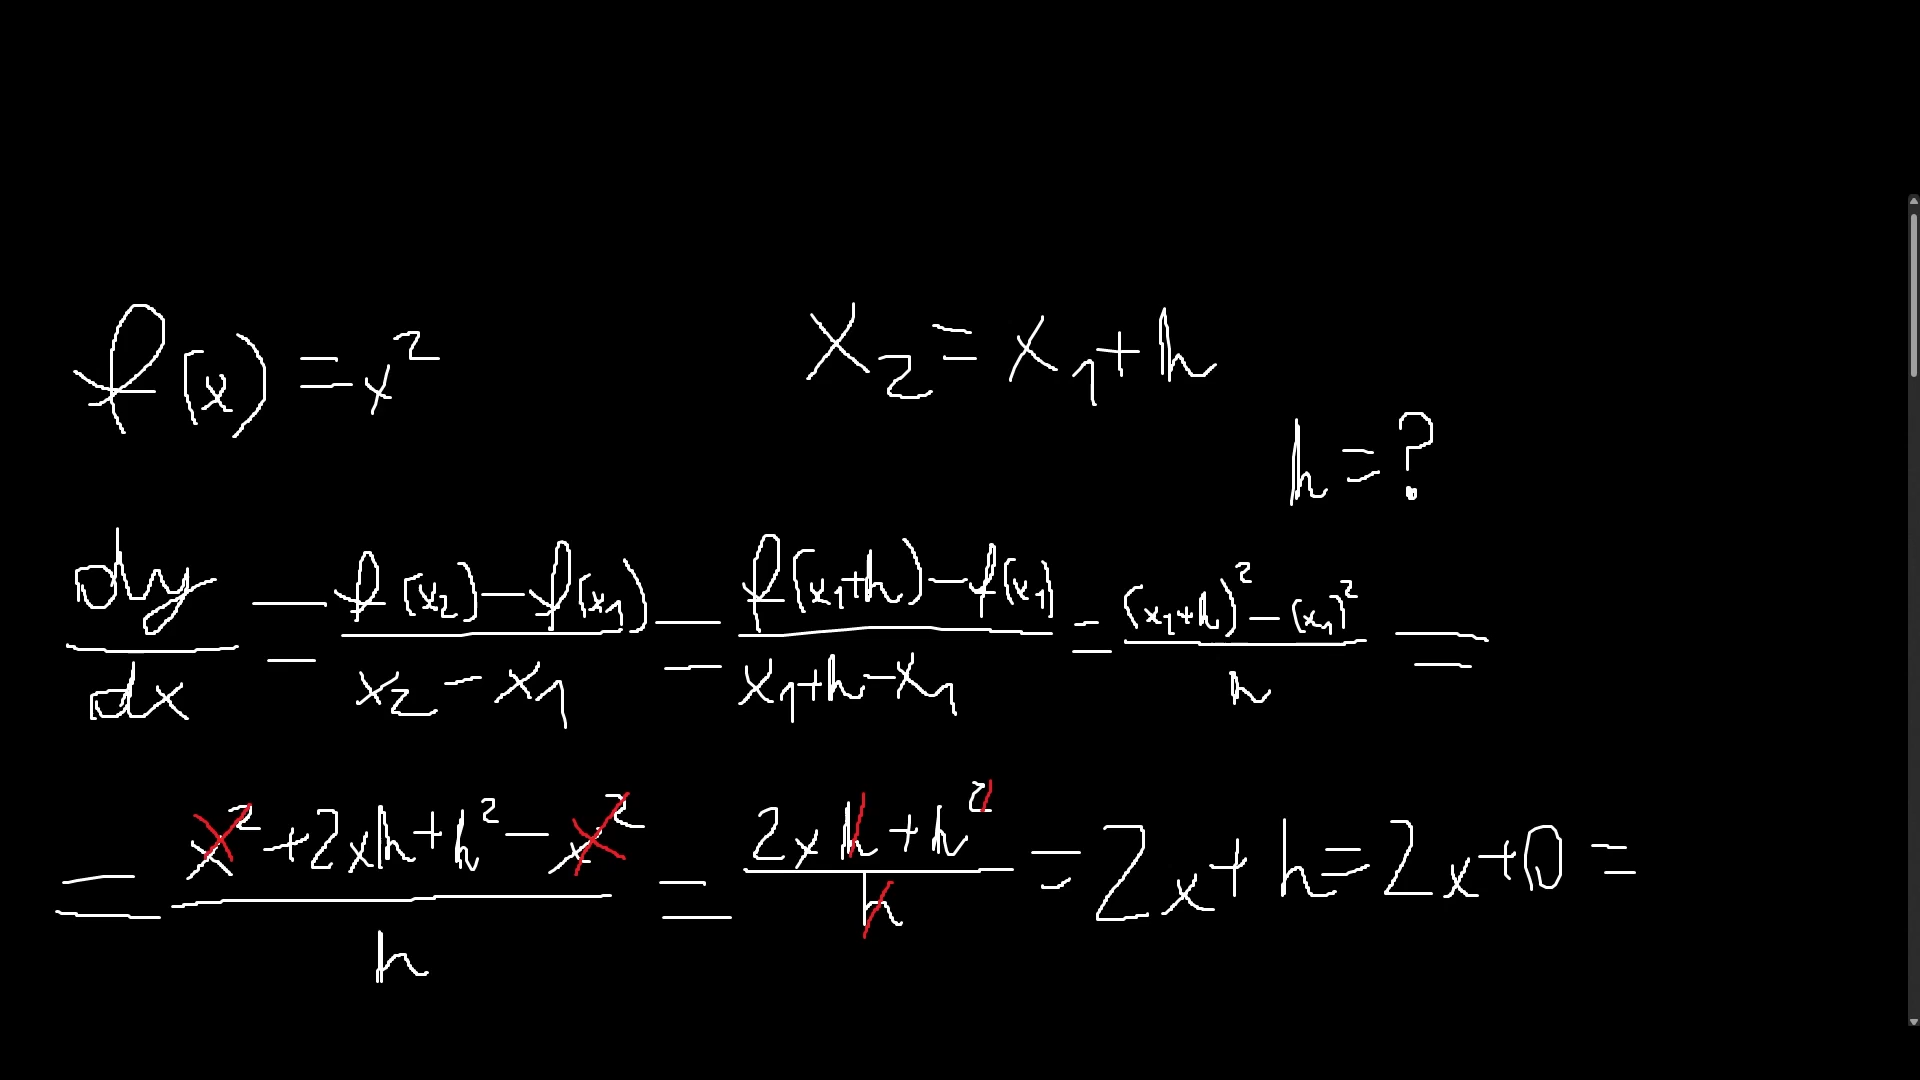 f(x) = x²
x₂ = x₁ + h
h = ?
dy/dx = (f(x₂) − f(x₁))/(x₂ − x₁) = (f(x₁+h) − f(x₁))/(x₁+h−x₁) = ((x₁+h)² − (x₁)²)/h =
= (x² + 2xh + h² − x²)/h = (2xh + h²)/h = 2x + h = 2x + 0 =